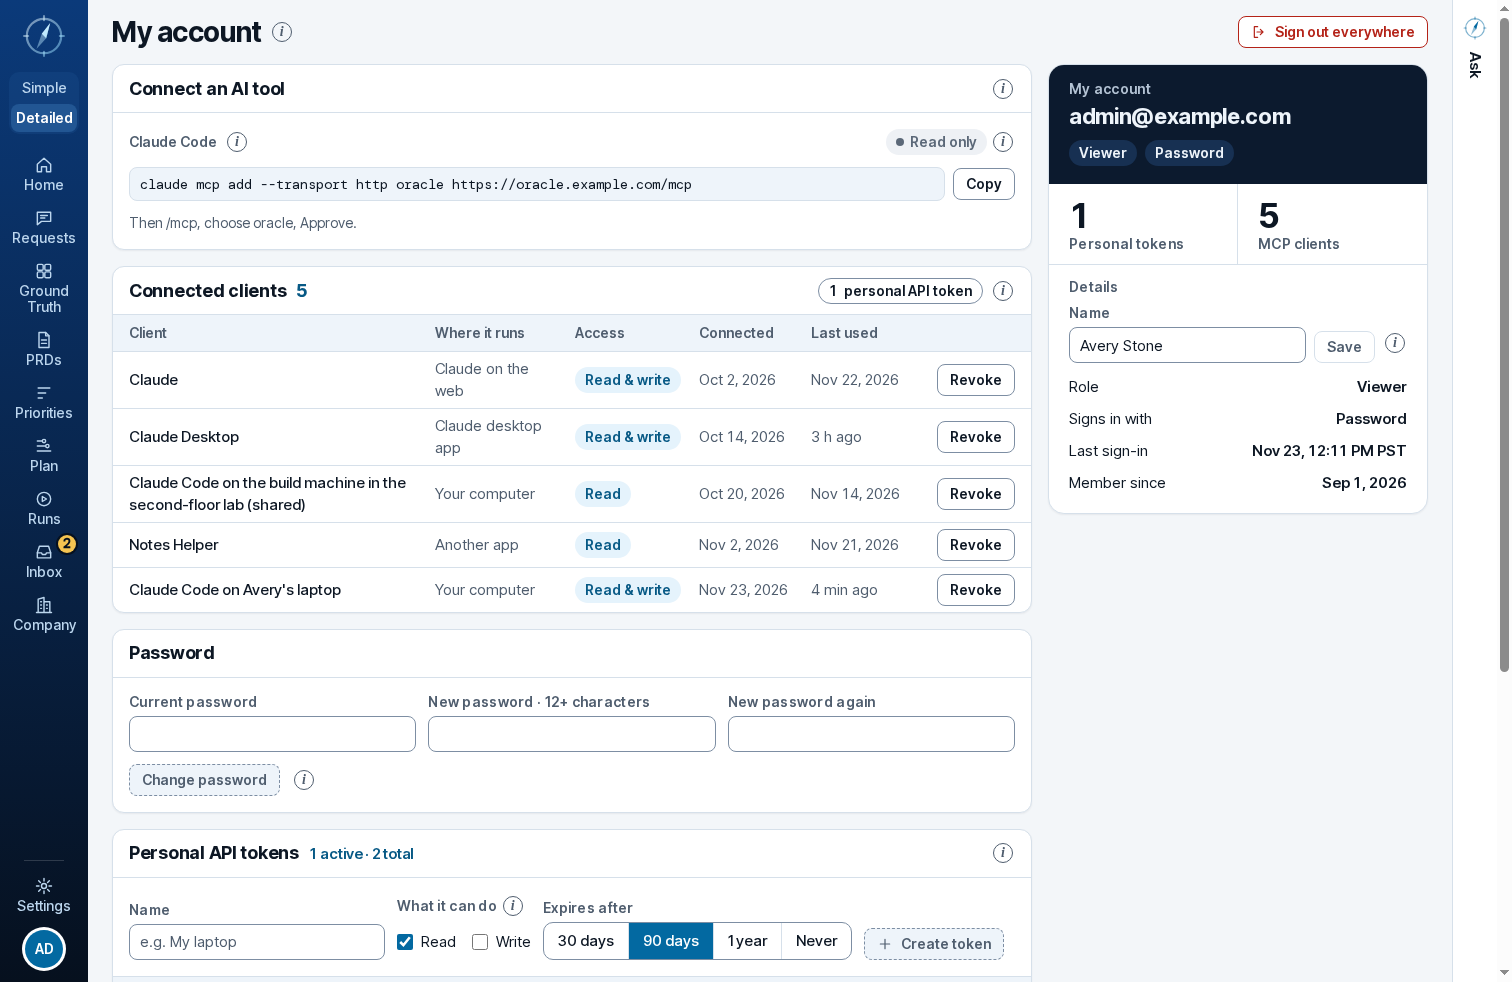 Simple
Detailed
Home
Requests
Ground
Truth
PRDs
Priorities
Plan
Runs
2
Inbox
Company
Settings
AD
My account
i
Sign out everywhere
Connect an AI tool
i
Claude Code
i
Read only
i
claude mcp add --transport http oracle https://oracle.example.com/mcp
Copy
Then /mcp, choose oracle, Approve.
Connected clients 5
1 personal API token
i
Client Where it runs Access Connected Last used
Claude Claude on the web Read & write Oct 2, 2026 Nov 22, 2026 Revoke
Claude Desktop Claude desktop app Read & write Oct 14, 2026 3 h ago Revoke
Claude Code on the build machine in the
second-floor lab (shared) Your computer Read Oct 20, 2026 Nov 14, 2026 Revoke
Notes Helper Another app Read Nov 2, 2026 Nov 21, 2026 Revoke
Claude Code on Avery's laptop Your computer Read & write Nov 23, 2026 4 min ago Revoke
Password
Current password New password · 12+ characters New password again
Change password i
Personal API tokens 1 active · 2 total i
Name What it can do i Expires after
e.g. My laptop Read Write 30 days 90 days 1 year Never Create token
My account
admin@example.com
Viewer Password
1 5
Personal tokens MCP clients
Details
Name
Avery Stone Save i
Role Viewer
Signs in with Password
Last sign-in Nov 23, 12:11 PM PST
Member since Sep 1, 2026
Ask